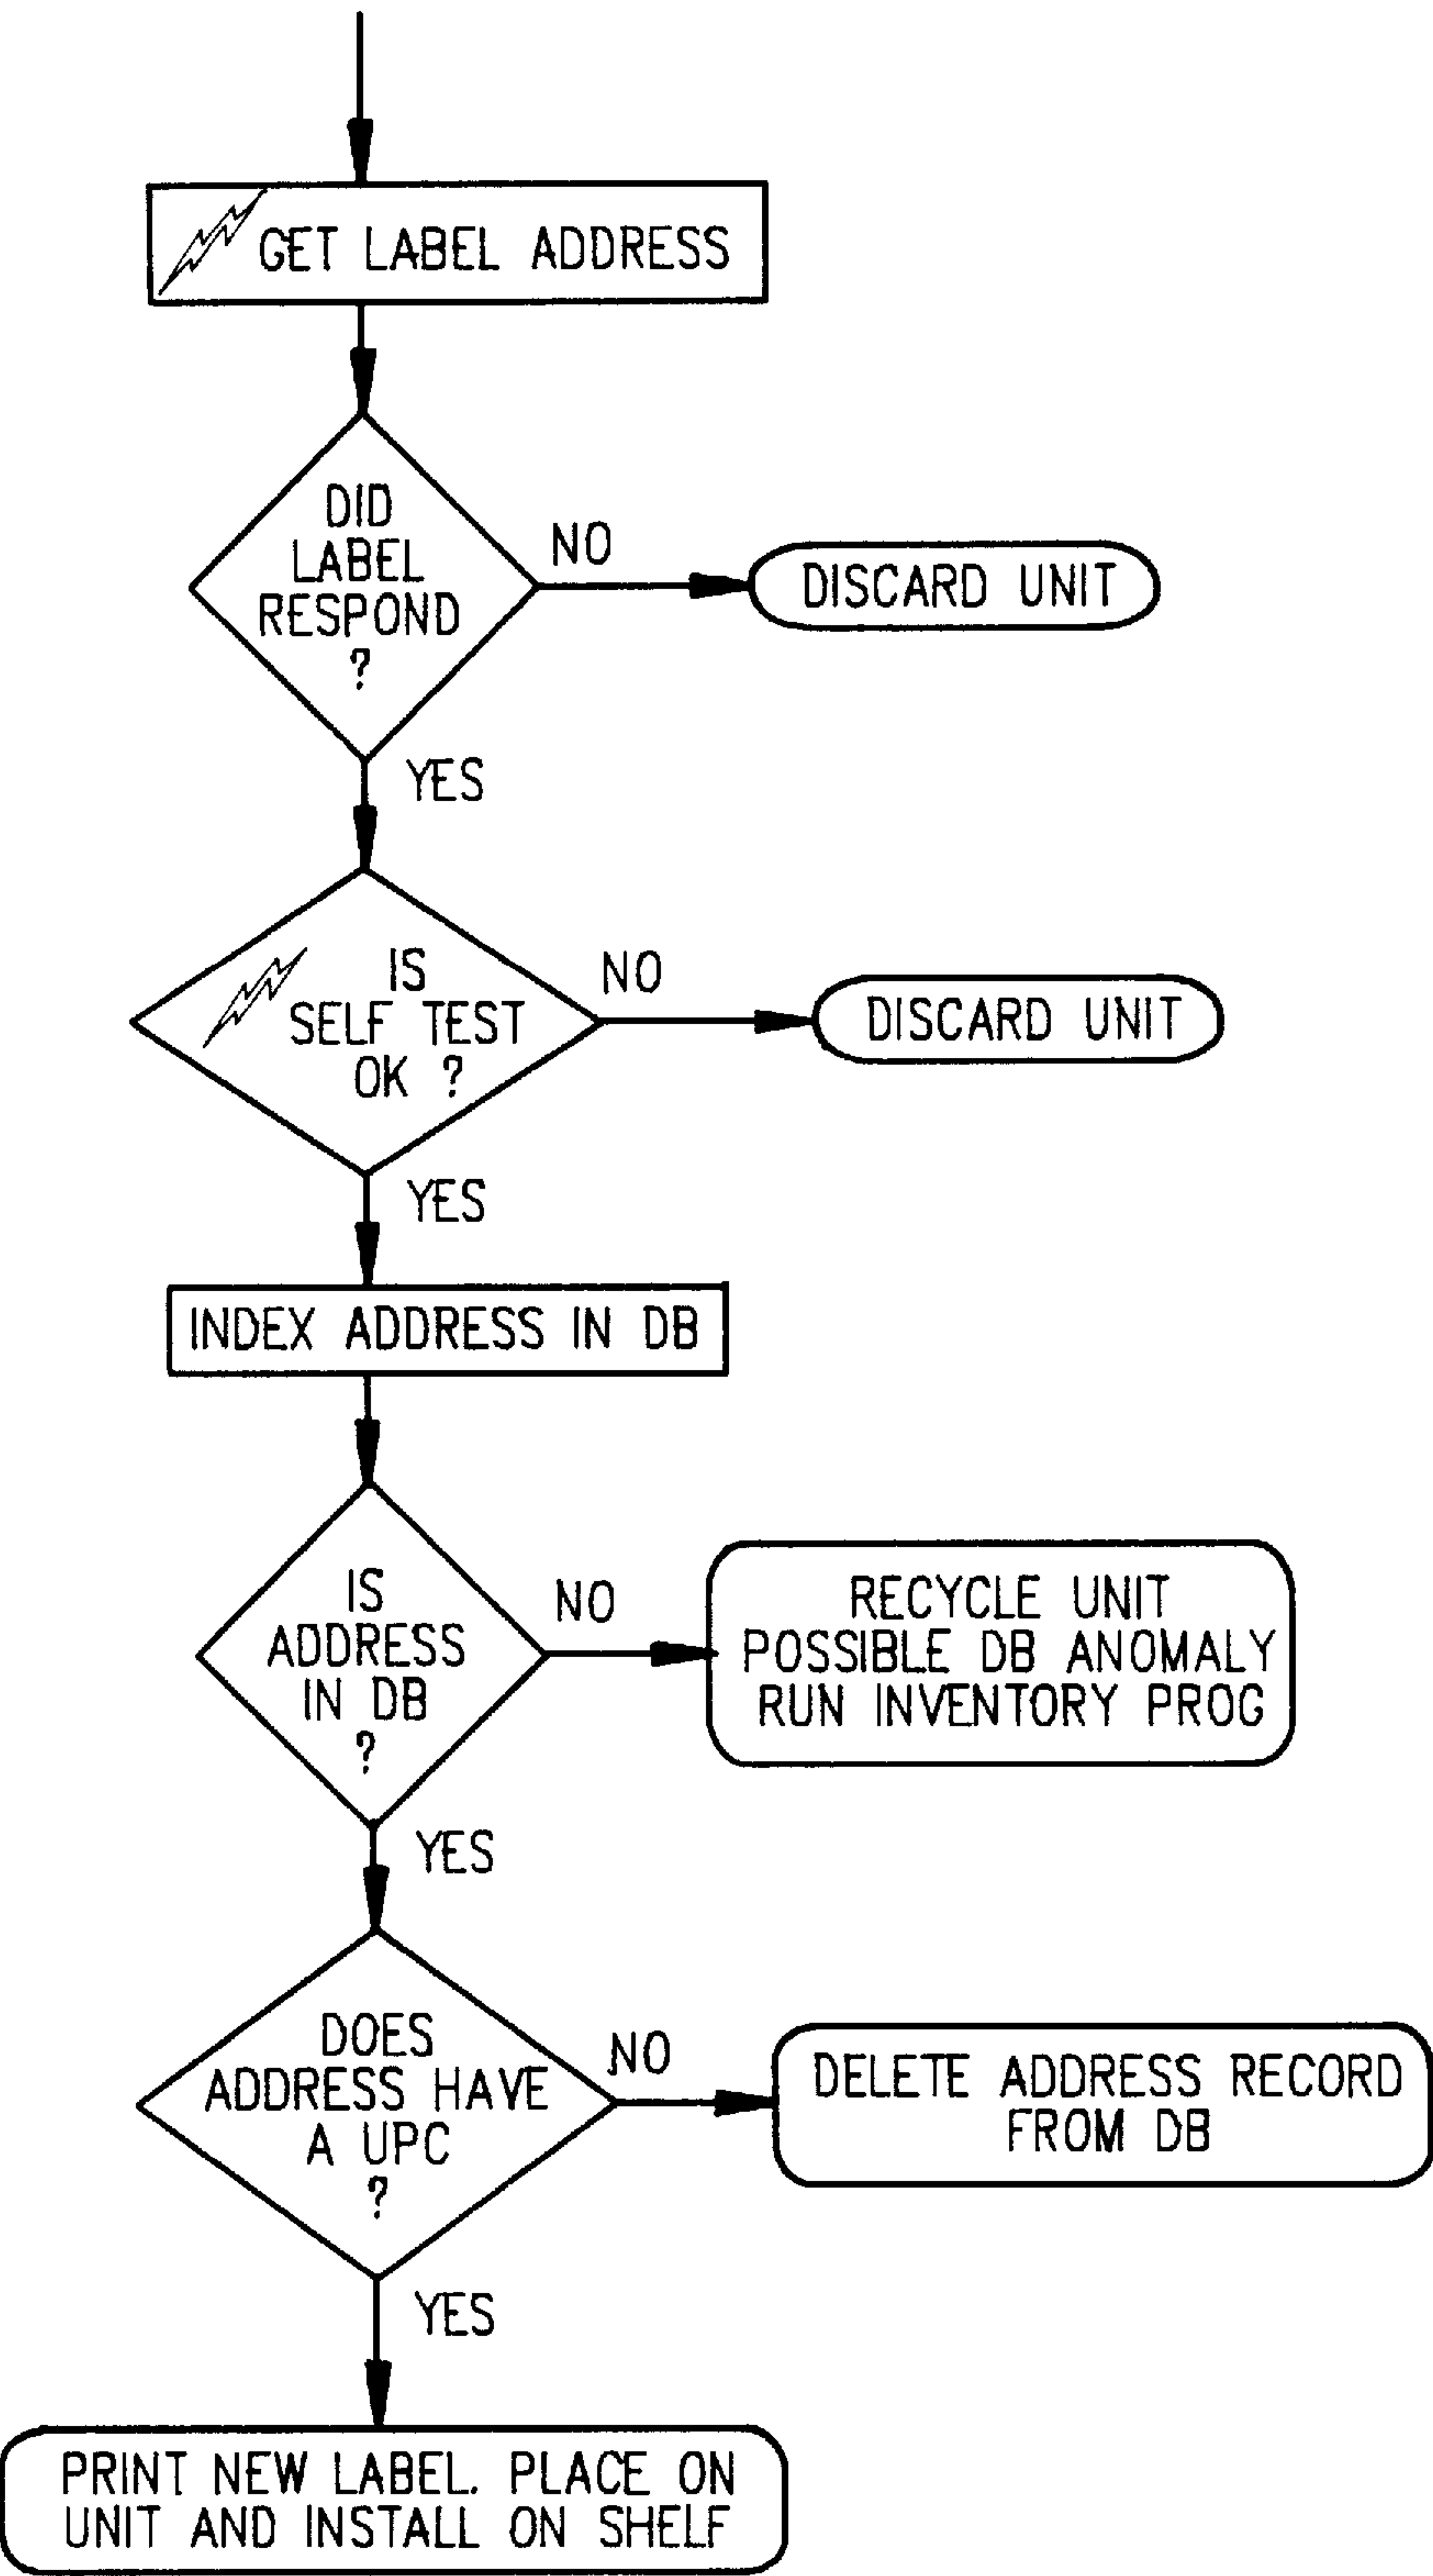 GET LABEL ADDRESS
DID
LABEL
RESPOND
?
NO
DISCARD UNIT
YES
IS
SELF TEST
OK ?
NO
DISCARD UNIT
YES
INDEX ADDRESS IN DB
IS
ADDRESS
IN DB
?
NO
RECYCLE UNIT
POSSIBLE DB ANOMALY
RUN INVENTORY PROG
YES
DOES
ADDRESS HAVE
A UPC
?
NO
DELETE ADDRESS RECORD
FROM DB
YES
PRINT NEW LABEL. PLACE ON
UNIT AND INSTALL ON SHELF